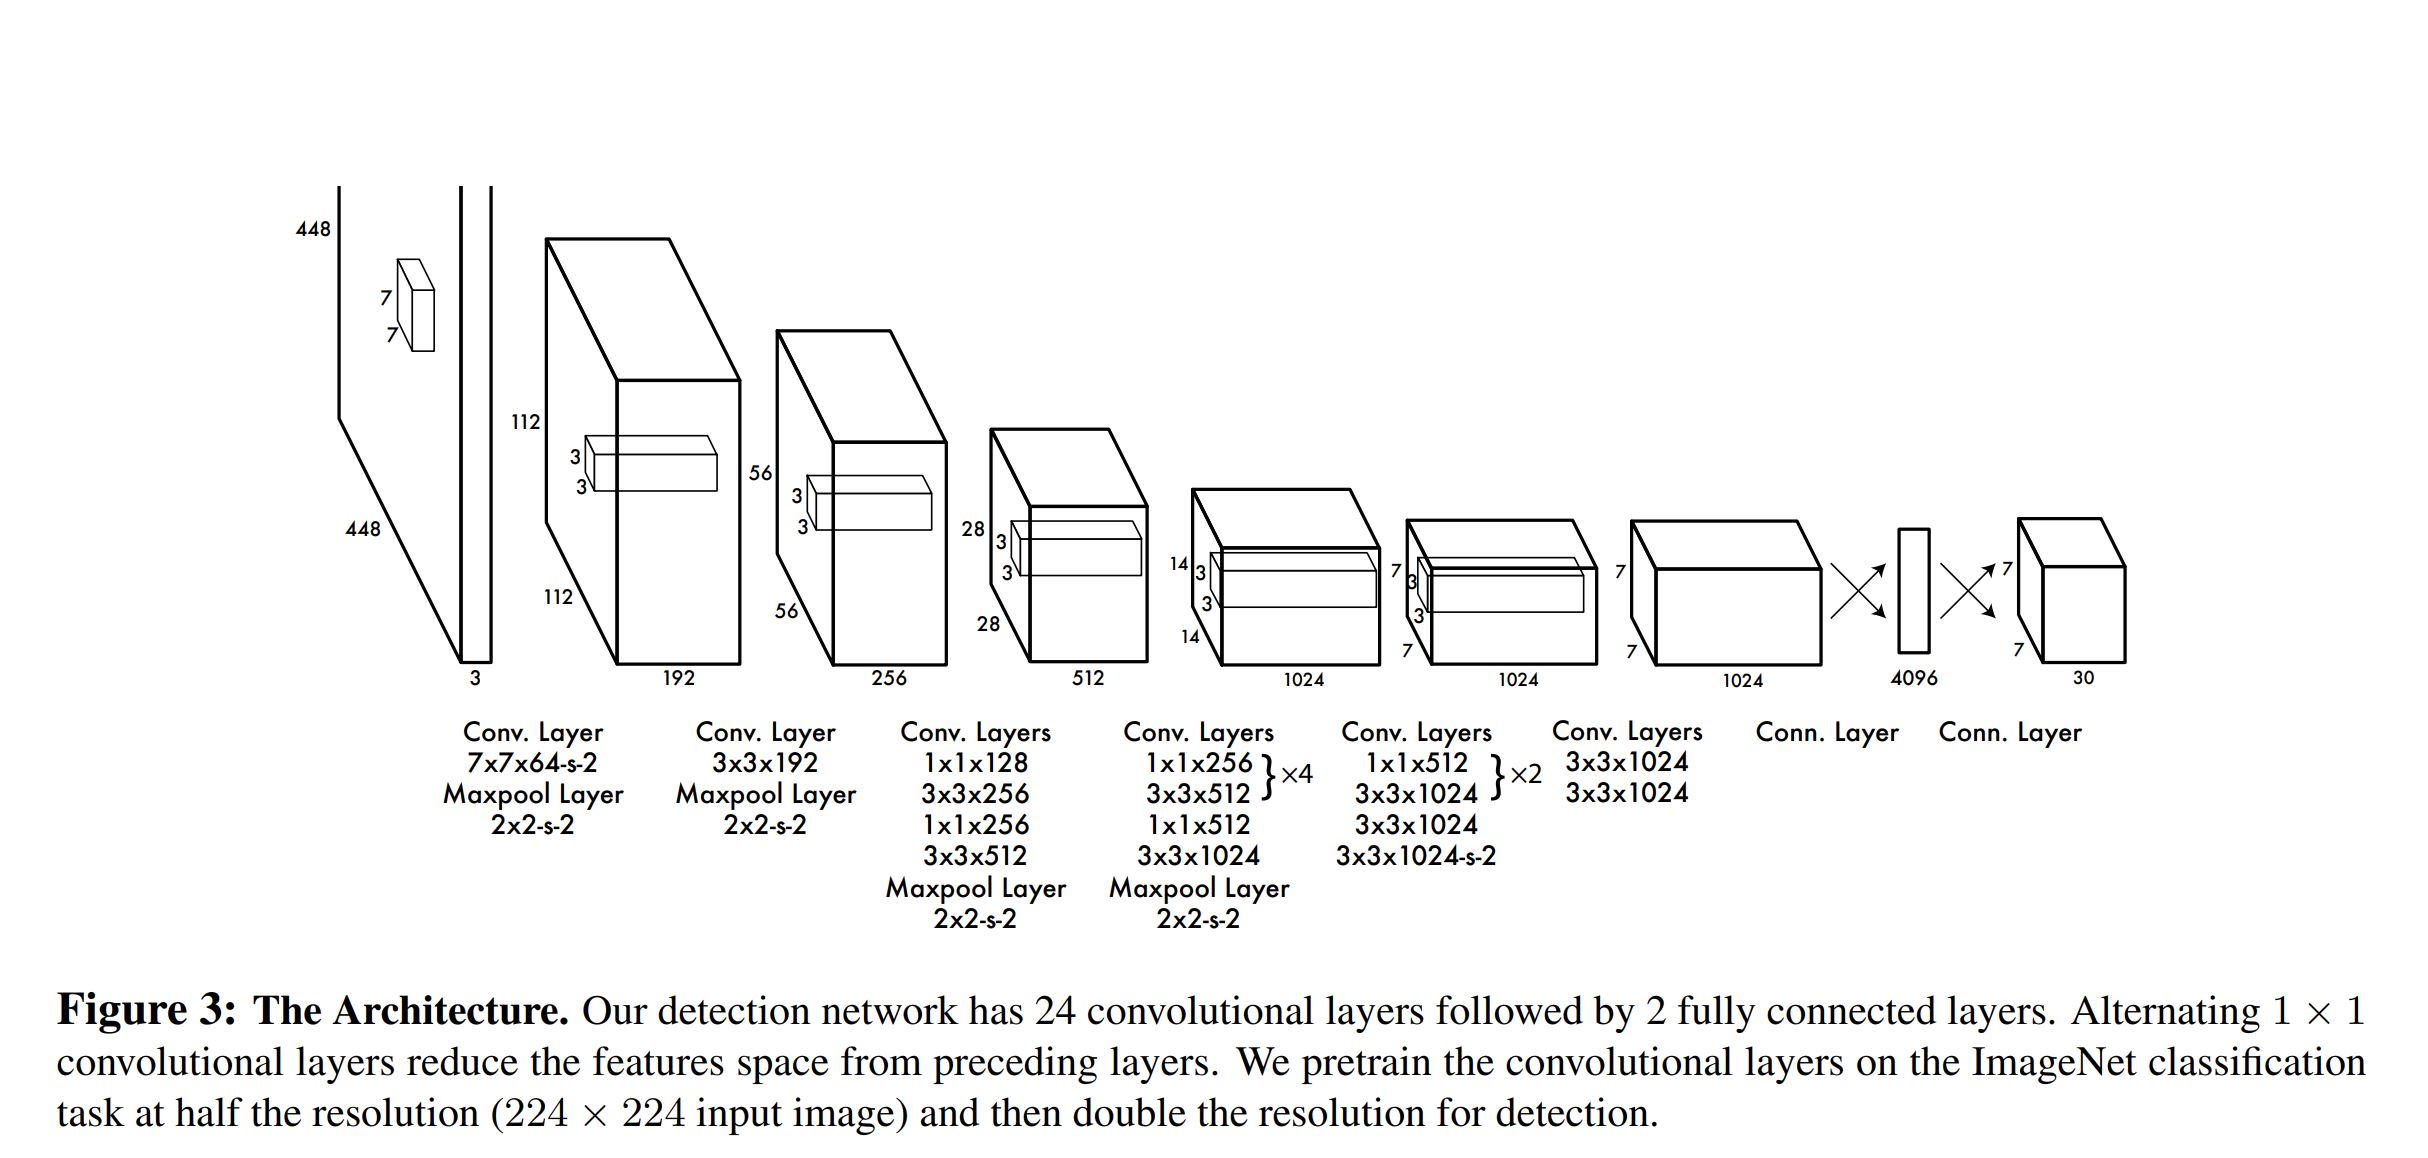 448
7
7
448
3
112
3
3
112
192
56
3
3
56
256
28
3
3
28
512
14
3
3
14
1024
7
3
3
7
1024
7
7
1024
4096
7
7
30
Conv. Layer
7x7x64-s-2
Maxpool Layer
2x2-s-2
Conv. Layer
3x3x192
Maxpool Layer
2x2-s-2
Conv. Layers
1x1x128
3x3x256
1x1x256
3x3x512
Maxpool Layer
2x2-s-2
Conv. Layers
1x1x256
3x3x512
}×4
1x1x512
3x3x1024
Maxpool Layer
2x2-s-2
Conv. Layers
1x1x512
3x3x1024
}×2
3x3x1024
3x3x1024-s-2
Conv. Layers
3x3x1024
3x3x1024
Conn. Layer
Conn. Layer
Figure 3: The Architecture. Our detection network has 24 convolutional layers followed by 2 fully connected layers. Alternating 1 × 1
convolutional layers reduce the features space from preceding layers. We pretrain the convolutional layers on the ImageNet classification
task at half the resolution (224 × 224 input image) and then double the resolution for detection.